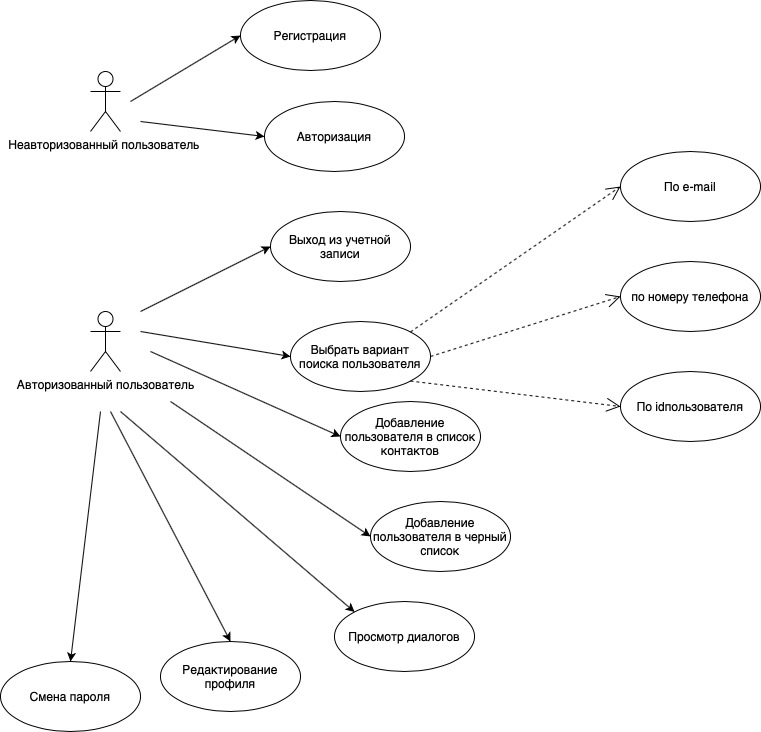 Регистрация
Неавторизованный пользователь
Авторизация
По e-mail
Выход из учетной
записи
по номеру телефона
Выбрать вариант
поиска пользователя
Авторизованный пользователь
По idпользователя
Добавление
пользователя в список
контактов
Добавление
пользователя в черный
список
Просмотр диалогов
Редактирование
профиля
Смена пароля